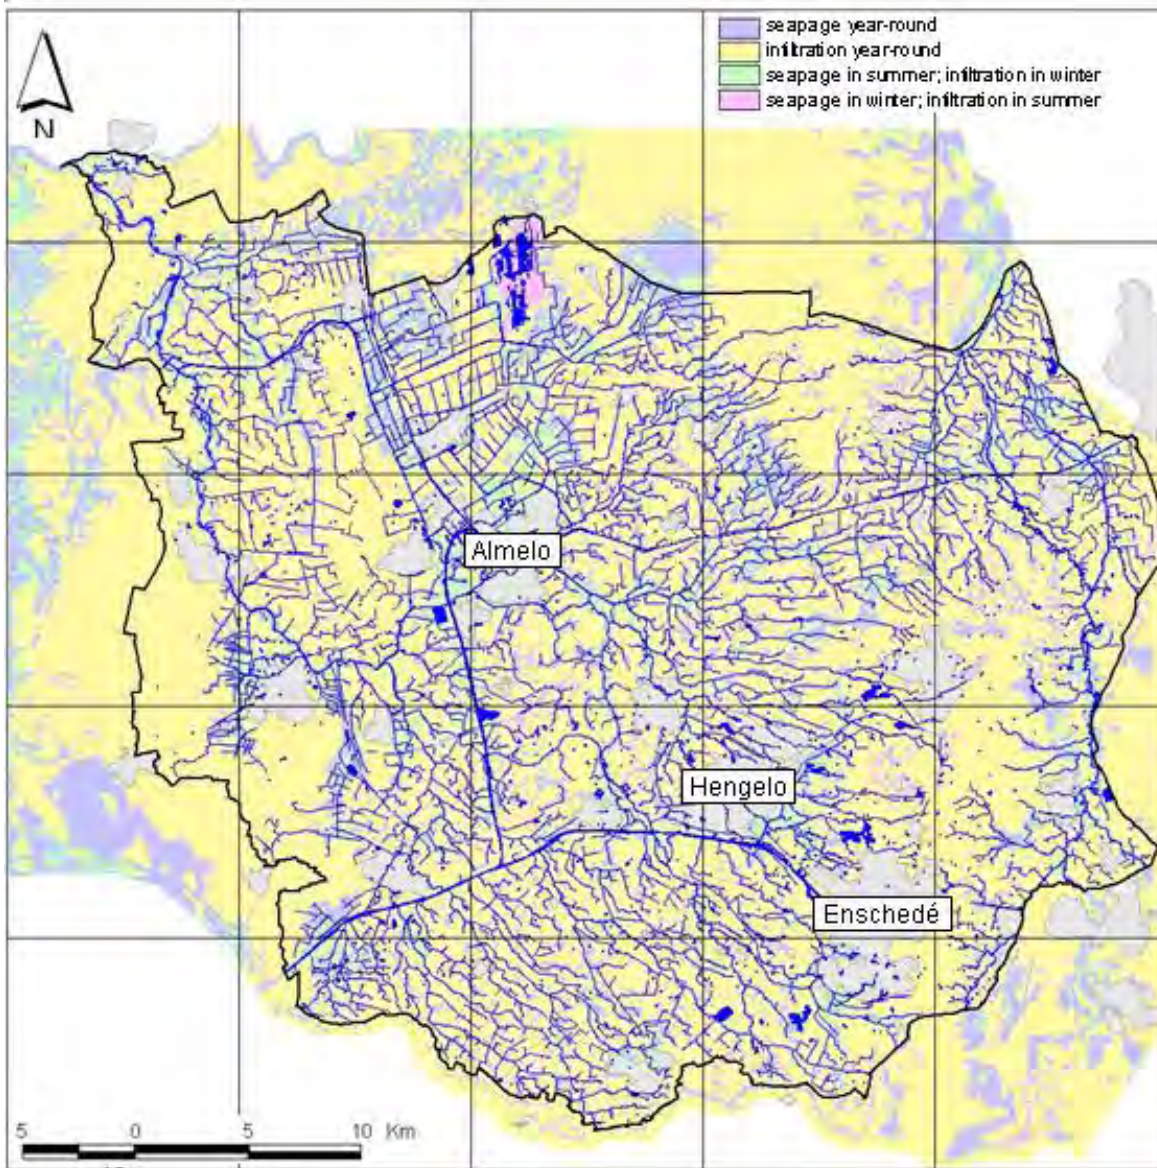 seapage year-round
infiltration year-round
seapage in summer; infiltration in winter
seapage in winter; infiltration in summer
N
Almelo
Hengelo
Enschedé
5 0 5 10 Km